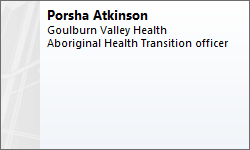 Porsha Atkinson
Goulburn Valley Health
Aboriginal Health Transition officer